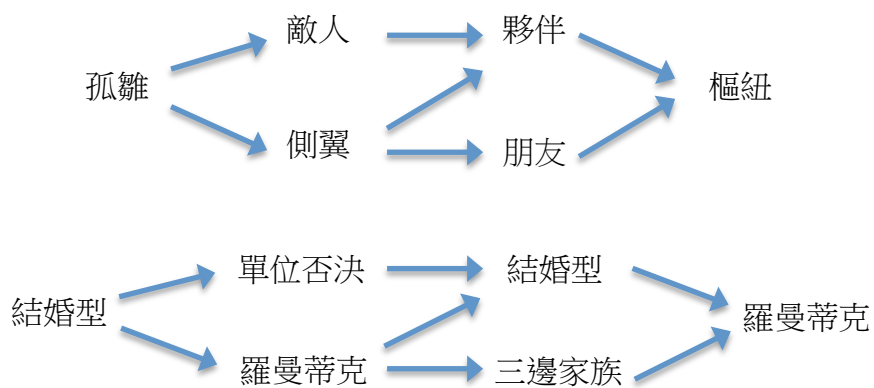 敵人 夥伴
孤雛 樞紐
側翼 朋友
單位否決 結婚型
結婚型 羅曼蒂克
羅曼蒂克 三邊家族